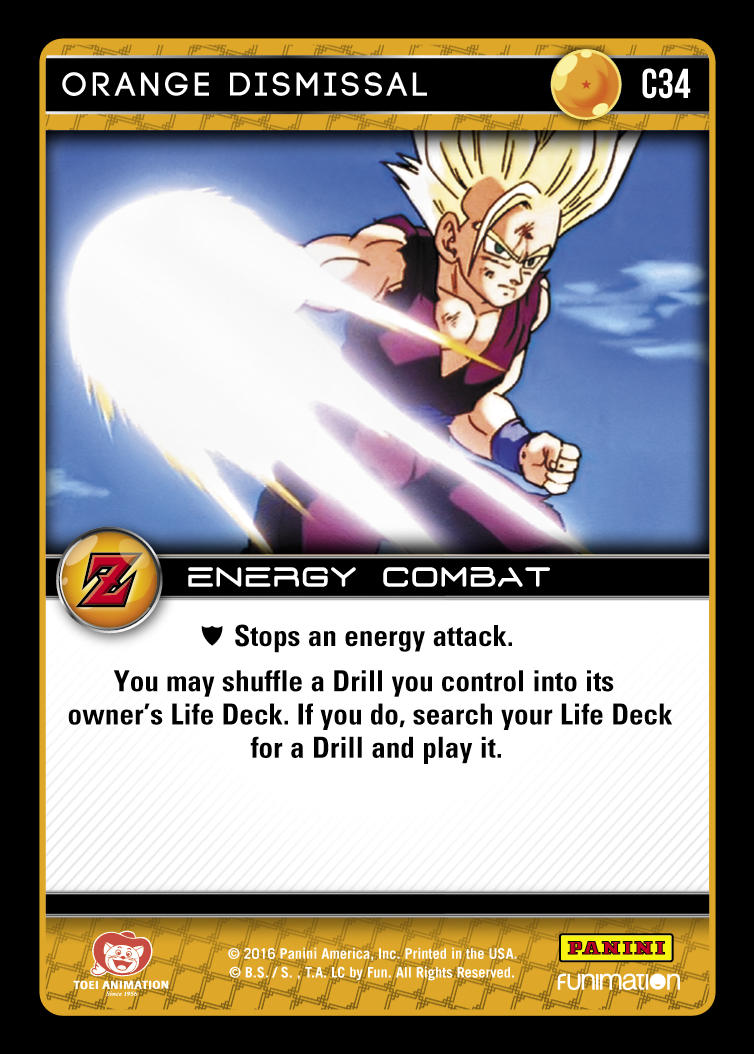 ORANGE DISMISSAL
C34
Z
ENERGY COMBAT
Stops an energy attack.
You may shuffle a Drill you control into its
owner's Life Deck. If you do, search your Life Deck
for a Drill and play it.
TOEI ANIMATION
Since 1956
© 2016 Panini America, Inc. Printed in the USA.
© B.S. / S. , T.A. LC by Fun. All Rights Reserved.
PANINI
FUNIMATION